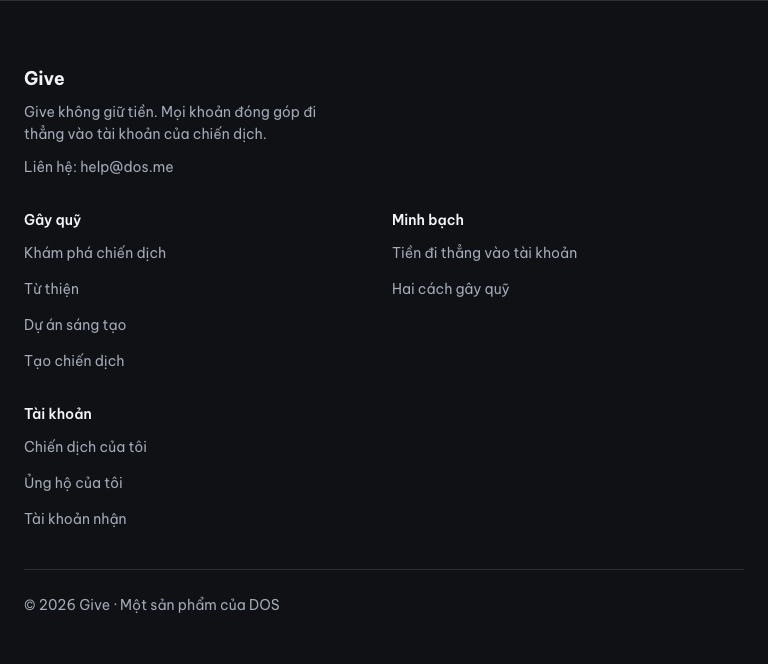 Give
Give không giữ tiền. Mọi khoản đóng góp đi
thẳng vào tài khoản của chiến dịch.
Liên hệ: help@dos.me
Gây quỹ
Khám phá chiến dịch
Từ thiện
Dự án sáng tạo
Tạo chiến dịch
Minh bạch
Tiền đi thẳng vào tài khoản
Hai cách gây quỹ
Tài khoản
Chiến dịch của tôi
Ủng hộ của tôi
Tài khoản nhận
© 2026 Give · Một sản phẩm của DOS